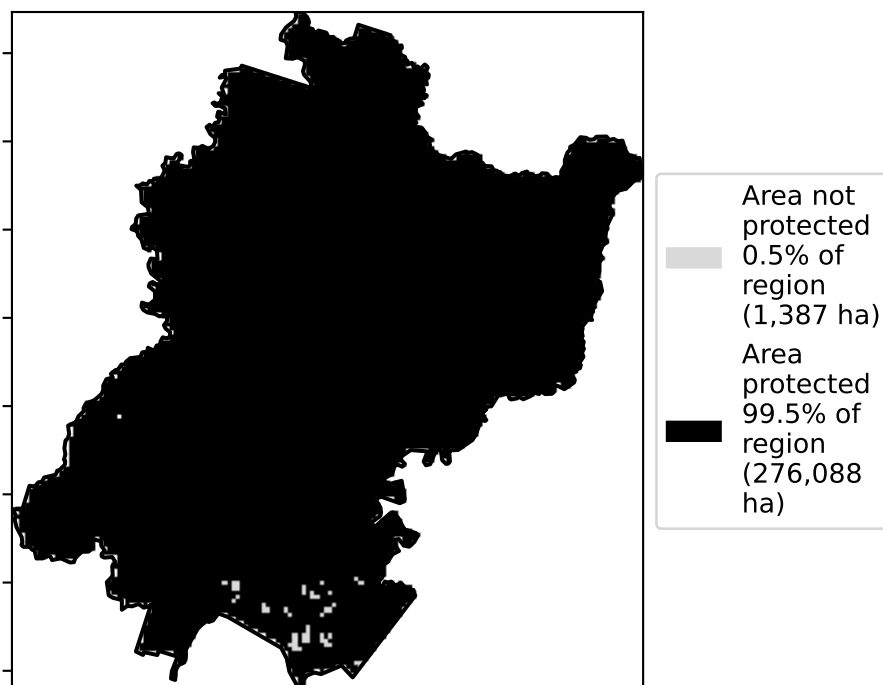 Area not
protected
0.5% of
region
(1,387 ha)
Area
protected
99.5% of
region
(276,088
ha)